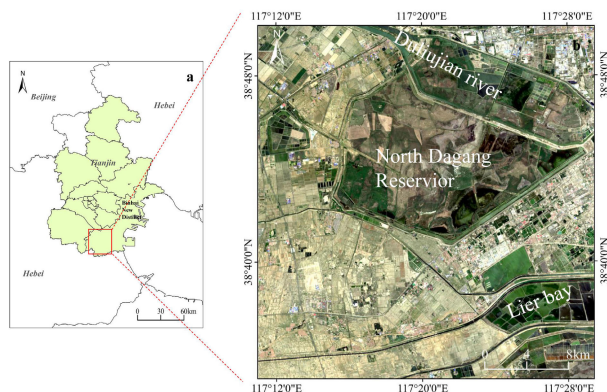 a
N
Beijing
Hebei
Tianjin
Binhai
New
District
Hebei
0 30 60km
117°12'0"E 117°20'0"E 117°28'0"E
b
N
38°48'0"N
38°48'0"N
Duliujian river
North Dagang
Reservior
38°40'0"N
38°40'0"N
Lier bay
0 4 8km
117°12'0"E 117°20'0"E 117°28'0"E